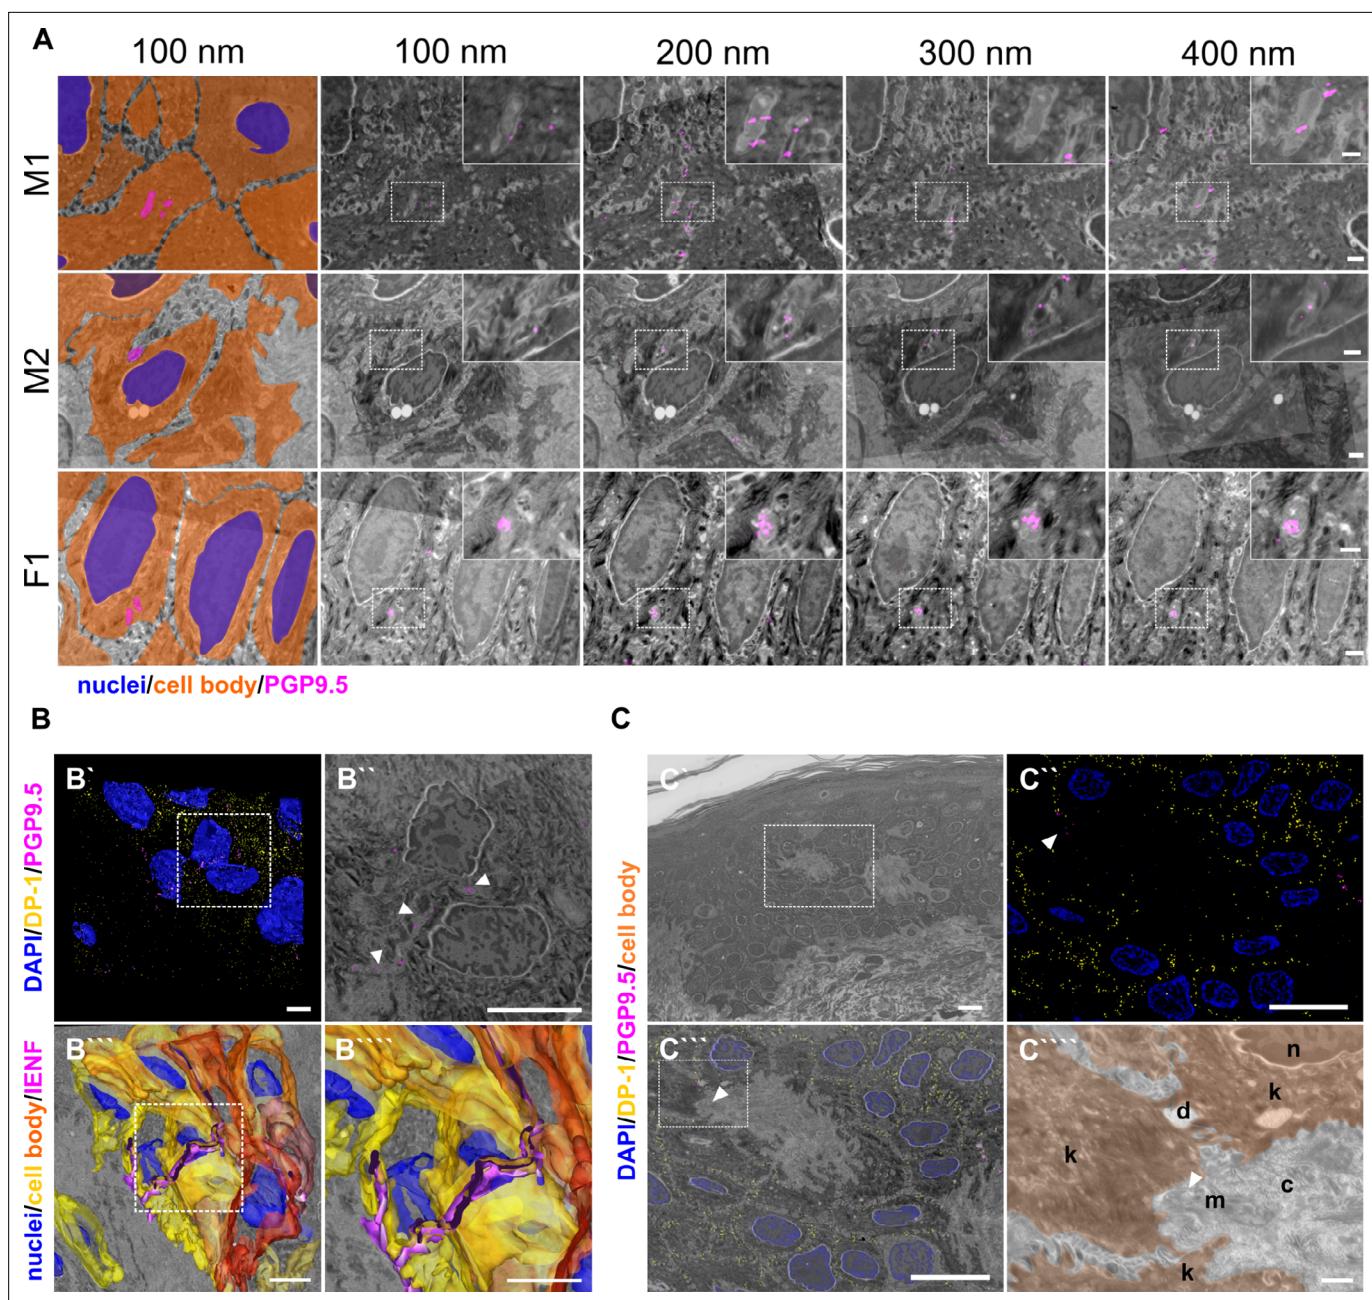 A
100 nm 100 nm 200 nm 300 nm 400 nm
M1
M2
F1
nuclei/cell body/PGP9.5
B
C
DAPI/DP-1/PGP9.5
B`
B``
nuclei/cell body/IENF
B```
B````
DAPI/DP-1/PGP9.5/cell body
C`
C``
C```
C````
n
k
d
k
c
m
k